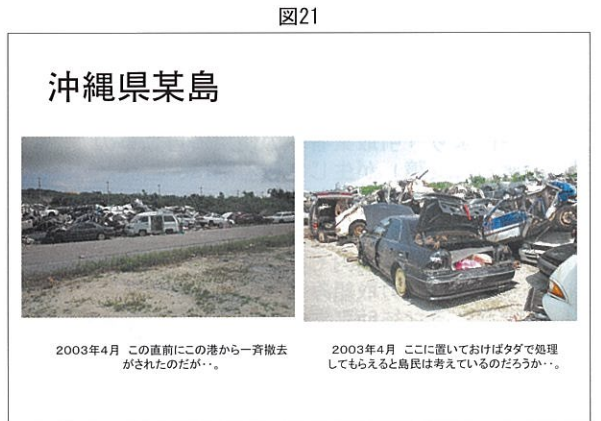 図21
沖縄県某島
2003年4月 この直前にこの港から一斉撤去
がされたのだが‥。
2003年4月 ここに置いておけばタダで処理
してもらえると島民は考えているのだろうか‥。